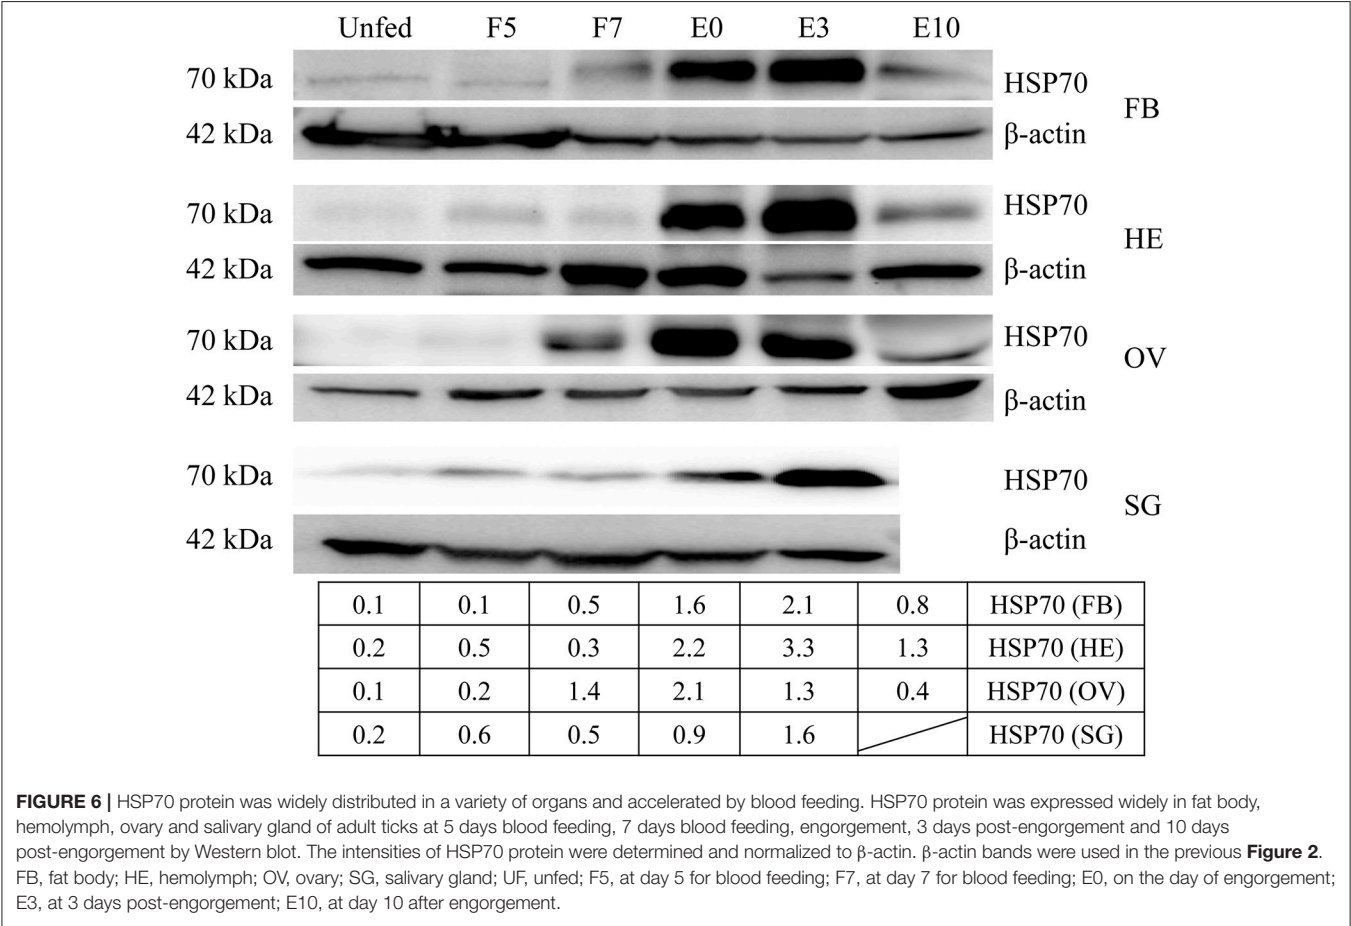 Unfed F5 F7 E0 E3 E10
70 kDa HSP70
FB
42 kDa β-actin
70 kDa HSP70
HE
42 kDa β-actin
70 kDa HSP70
OV
42 kDa β-actin
70 kDa HSP70
SG
42 kDa β-actin
0.1 0.1 0.5 1.6 2.1 0.8 HSP70 (FB)
0.2 0.5 0.3 2.2 3.3 1.3 HSP70 (HE)
0.1 0.2 1.4 2.1 1.3 0.4 HSP70 (OV)
0.2 0.6 0.5 0.9 1.6 HSP70 (SG)
FIGURE 6 | HSP70 protein was widely distributed in a variety of organs and accelerated by blood feeding. HSP70 protein was expressed widely in fat body,
hemolymph, ovary and salivary gland of adult ticks at 5 days blood feeding, 7 days blood feeding, engorgement, 3 days post-engorgement and 10 days
post-engorgement by Western blot. The intensities of HSP70 protein were determined and normalized to β-actin. β-actin bands were used in the previous Figure 2.
FB, fat body; HE, hemolymph; OV, ovary; SG, salivary gland; UF, unfed; F5, at day 5 for blood feeding; F7, at day 7 for blood feeding; E0, on the day of engorgement;
E3, at 3 days post-engorgement; E10, at day 10 after engorgement.